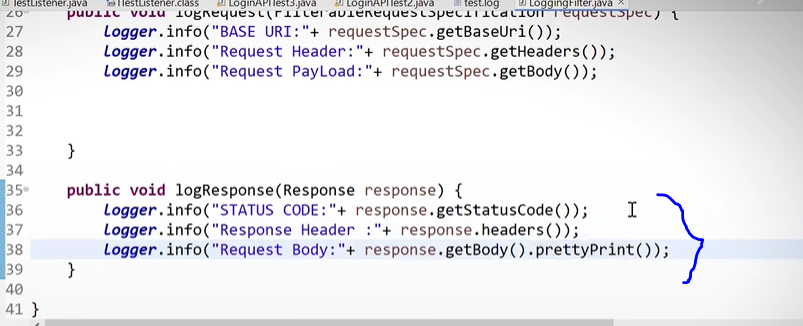 TestListener.java ITestListener.class LoginAPITest3.java LoginAPITest2.java test.log LoggingFilter.java
26 public void logRequest(FilterableRequestSpecification requestSpec) {
27 Logger.info("BASE URI:"+ requestSpec.getBaseUri());
28 Logger.info("Request Header:"+ requestSpec.getHeaders());
29 Logger.info("Request PayLoad:"+ requestSpec.getBody());
30
31
32
33 }
34
35 public void logResponse(Response response) {
36 Logger.info("STATUS CODE:"+ response.getStatusCode());
37 Logger.info("Response Header :"+ response.headers());
38 Logger.info("Request Body:"+ response.getBody().prettyPrint());
39 }
40
41 }